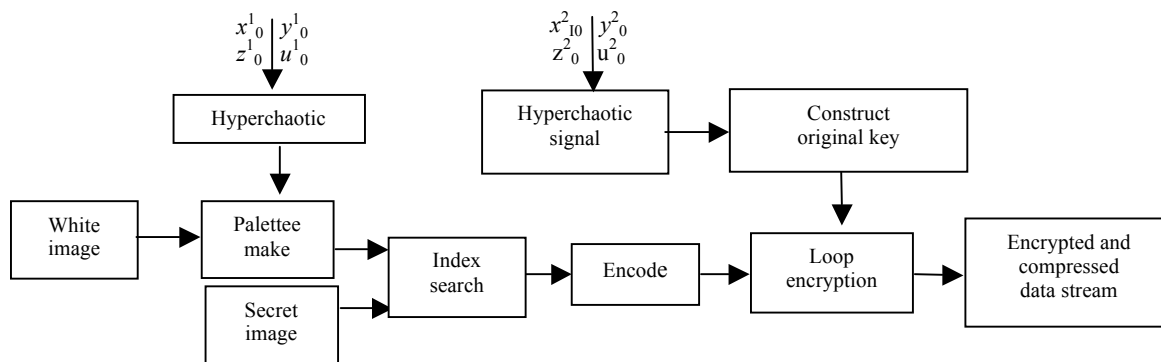 x¹₀ y¹₀
z¹₀ u¹₀
x²I0 y²₀
z²₀ u²₀
Hyperchaotic
Hyperchaotic
signal
Construct
original key
White
image
Palettee
make
Index
search
Encode
Loop
encryption
Encrypted and
compressed
data stream
Secret
image